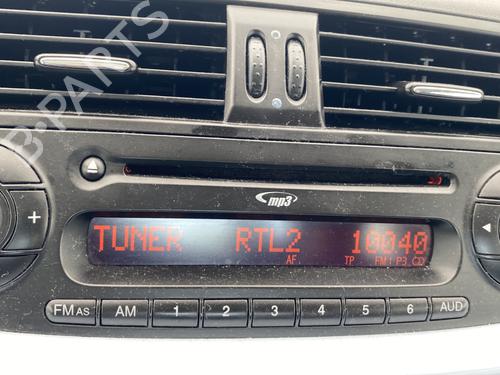 B-PARTS
mp3
TUNER RTL2 10040
AF TP FM1 P3 CD
+
FM AS AM 1 2 3 4 5 6 AUD